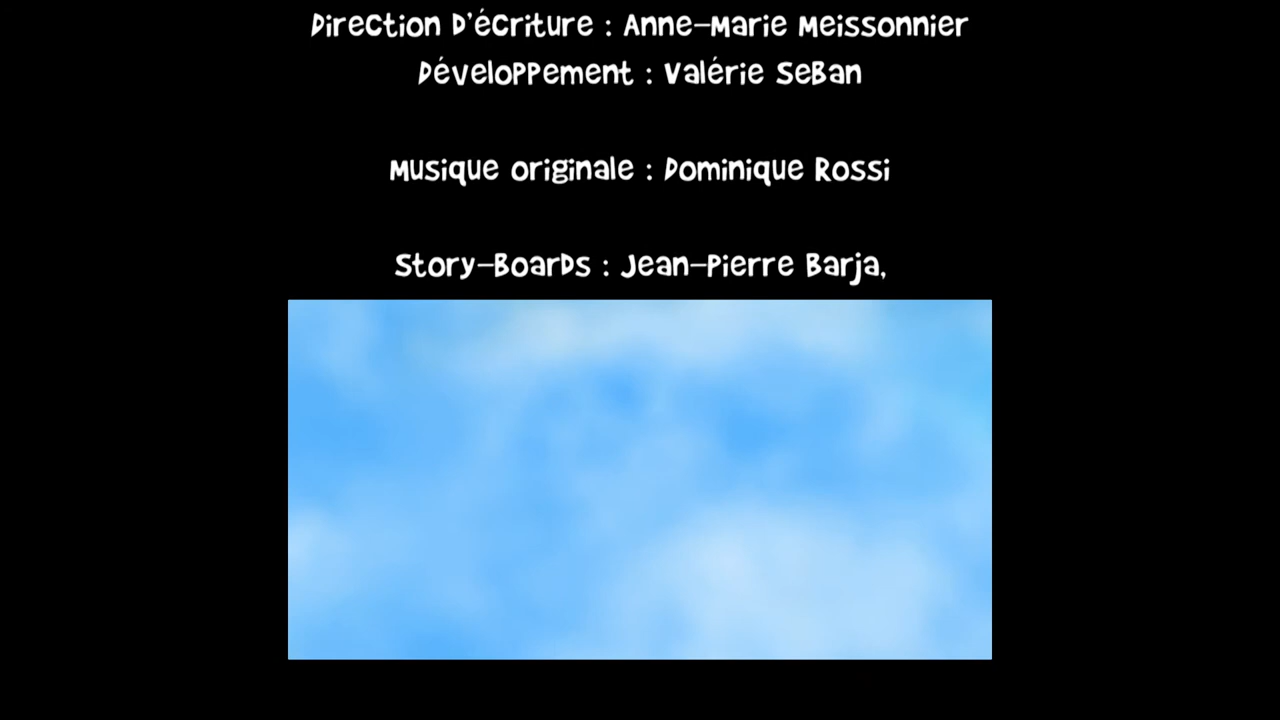 Direction d'écriture : Anne-Marie Meissonnier
Développement : Valérie Seban
Musique originale : Dominique Rossi
Story-Boards : Jean-Pierre Barja,